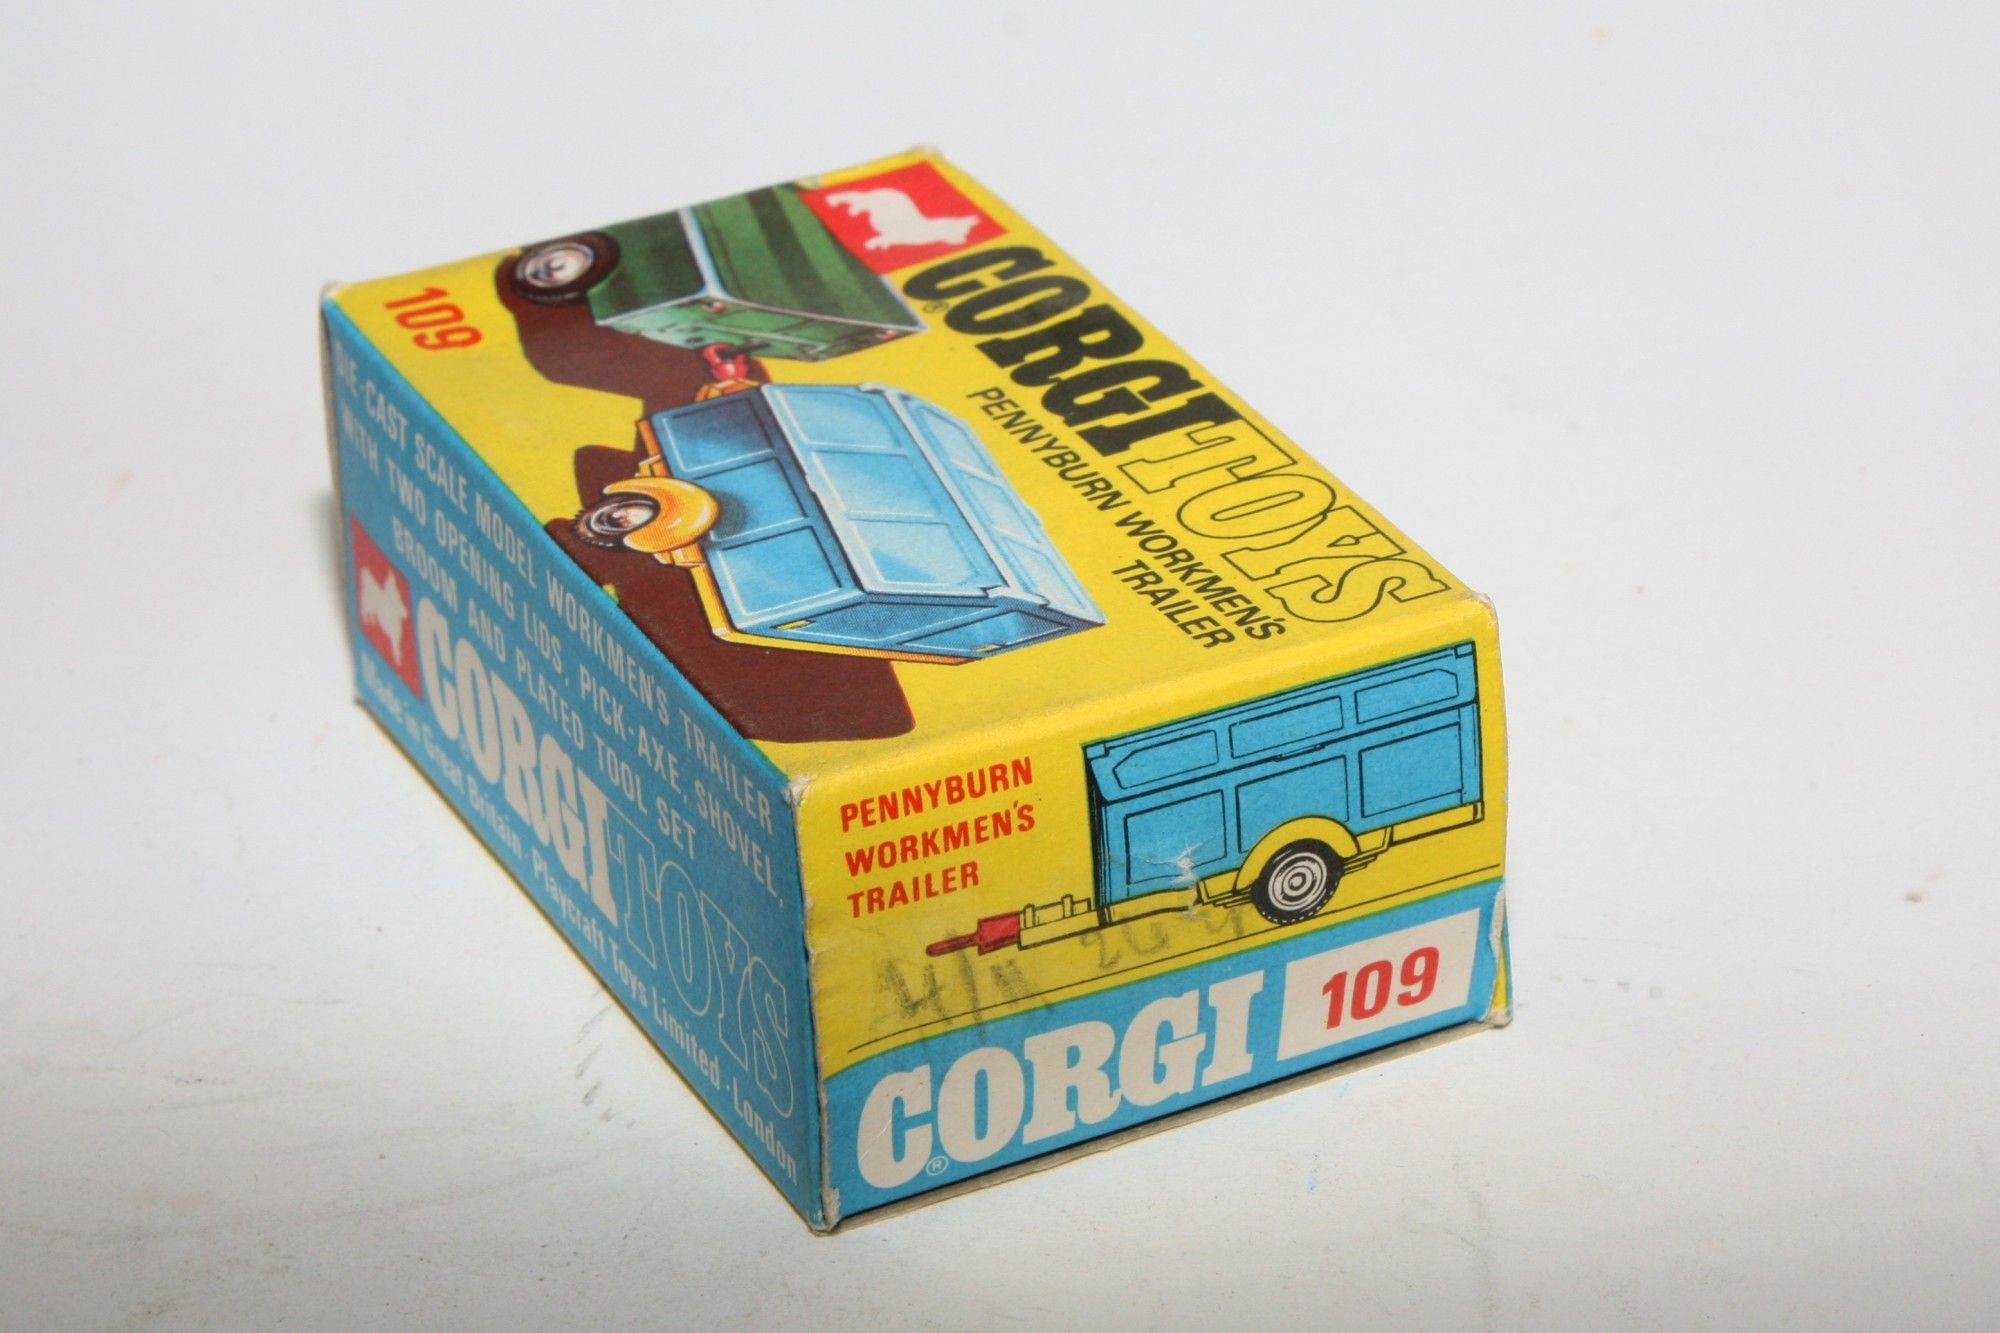 109
CORGI TOYS
®
PENNYBURN WORKMEN'S
TRAILER
DIE-CAST SCALE MODEL WORKMEN'S TRAILER
WITH TWO OPENING LIDS, PICK-AXE, SHOVEL,
BROOM AND PLATED TOOL SET
CORGI TOYS
Made in Great Britain · Playcraft Toys Limited · London
PENNYBURN
WORKMEN'S
TRAILER
CORGI 109
®